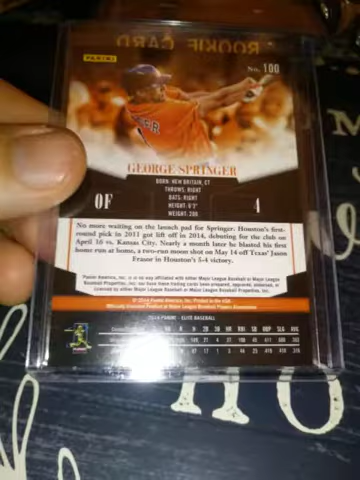 ROOKIE CARD
PANINI
No. 100
GEORGE SPRINGER
BORN: NEW BRITAIN, CT
THROWS: RIGHT
BATS: RIGHT
HEIGHT: 6'3"
WEIGHT: 200
OF
4
No more waiting on the launch pad for Springer. Houston's first-
round pick in 2011 got lift off in 2014, debuting for the club on
April 16 vs. Kansas City. Nearly a month later he blasted his first
home run at home, a two-run moon shot on May 14 off Texas' Jason
Frasor in Houston's 5-4 victory.
Panini America, Inc. is in no way affiliated with either Major League Baseball or Major
League Baseball Properties, Inc. nor have these trading cards been prepared, approved, endorsed, or
licensed by either Major League Baseball or Major League Baseball Properties, Inc.
© 2014 Panini America, Inc. Printed in the USA
Officially Licensed Product of Major League Baseball Players Association
2014 PANINI - ELITE BASEBALL